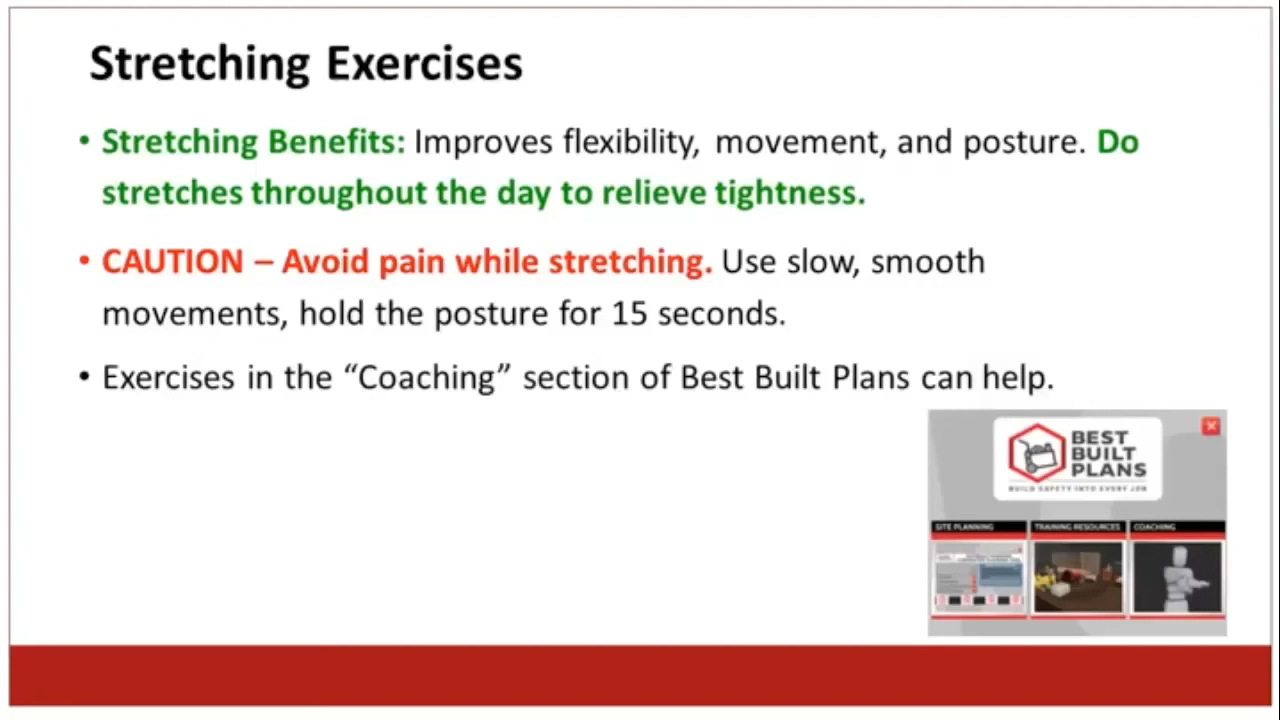 Stretching Exercises
• Stretching Benefits: Improves flexibility, movement, and posture. Do
stretches throughout the day to relieve tightness.
• CAUTION – Avoid pain while stretching. Use slow, smooth
movements, hold the posture for 15 seconds.
• Exercises in the “Coaching” section of Best Built Plans can help.
BEST
BUILT
PLANS
BUILD SAFETY INTO EVERY JOB
SITE PLANNING
TRAINING RESOURCES
COACHING